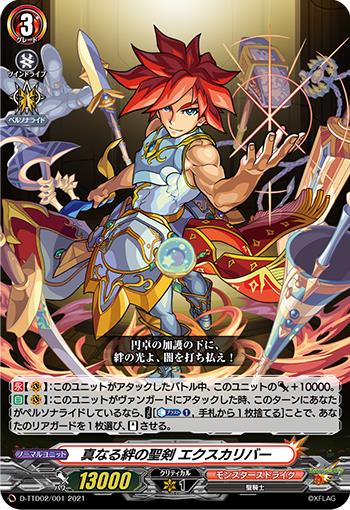 3
グレード
ツインドライブ
ペルソナライド
円卓の加護の下に、
絆の光よ、闇を打ち払え！
【永】【(V)】：このユニットがアタックしたバトル中、このユニットの＋10000。
【自】【(V)】：このユニットがヴァンガードにアタックした時、このターンにあなたがペルソナライドしているなら、【コスト】[ブラスト1, 手札から1枚捨てる]ことで、あなたのリアガードを1枚選び、させる。
ノーマルユニット
真なる絆の聖剣 エクスカリバー
パワー 13000
クリティカル 1
モンスターストライク
聖騎士
D-TTD02/001 2021
©XFLAG